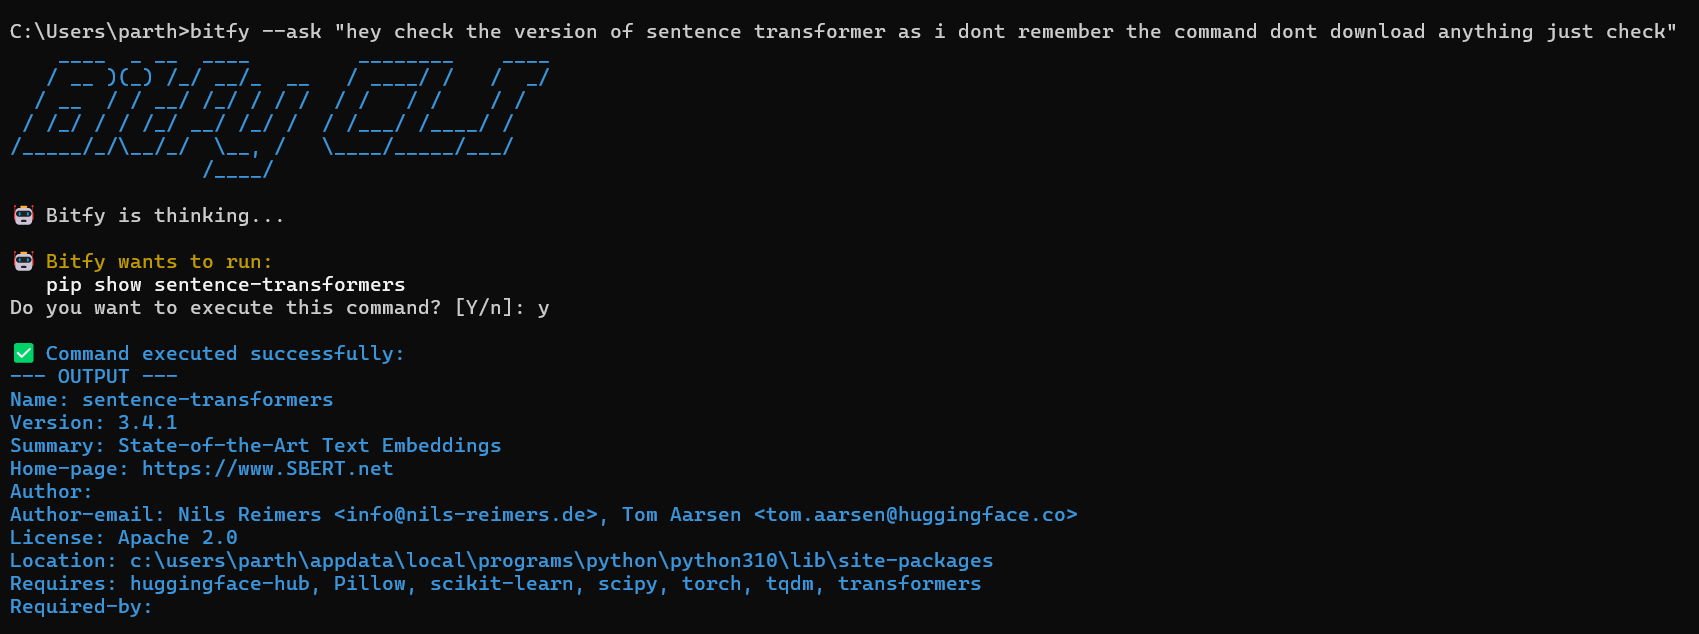 C:\Users\parth>bitfy --ask "hey check the version of sentence transformer as i dont remember the command dont download anything just check"
Bitfy CLI
Bitfy is thinking...
Bitfy wants to run:
pip show sentence-transformers
Do you want to execute this command? [Y/n]: y
Command executed successfully:
--- OUTPUT ---
Name: sentence-transformers
Version: 3.4.1
Summary: State-of-the-Art Text Embeddings
Home-page: https://www.SBERT.net
Author:
Author-email: Nils Reimers <info@nils-reimers.de>, Tom Aarsen <tom.aarsen@huggingface.co>
License: Apache 2.0
Location: c:\users\parth\appdata\local\programs\python\python310\lib\site-packages
Requires: huggingface-hub, Pillow, scikit-learn, scipy, torch, tqdm, transformers
Required-by: